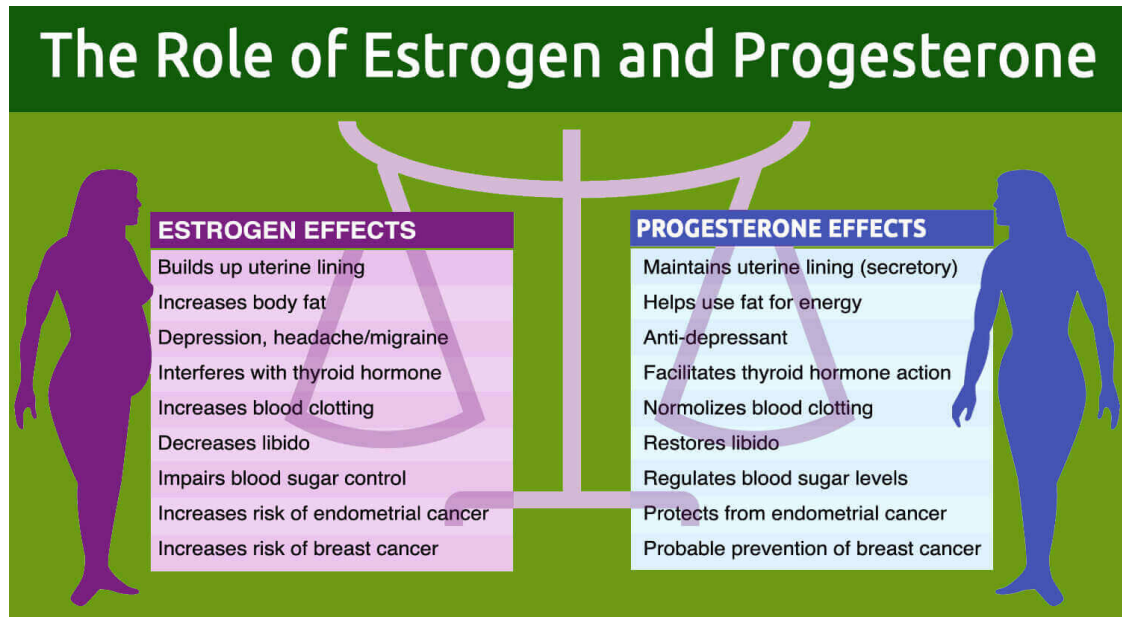 The Role of Estrogen and Progesterone
ESTROGEN EFFECTS
Builds up uterine lining
Increases body fat
Depression, headache/migraine
Interferes with thyroid hormone
Increases blood clotting
Decreases libido
Impairs blood sugar control
Increases risk of endometrial cancer
Increases risk of breast cancer
PROGESTERONE EFFECTS
Maintains uterine lining (secretory)
Helps use fat for energy
Anti-depressant
Facilitates thyroid hormone action
Normolizes blood clotting
Restores libido
Regulates blood sugar levels
Protects from endometrial cancer
Probable prevention of breast cancer